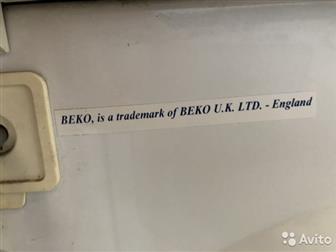 BEKO, is a trademark of BEKO U.K. LTD. - England
Avito